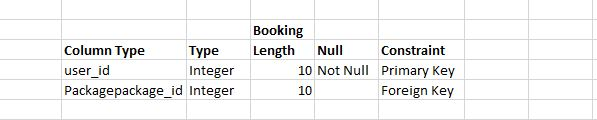 Booking
Column Type Type Length Null Constraint
user_id Integer 10 Not Null Primary Key
Packagepackage_id Integer 10 Foreign Key